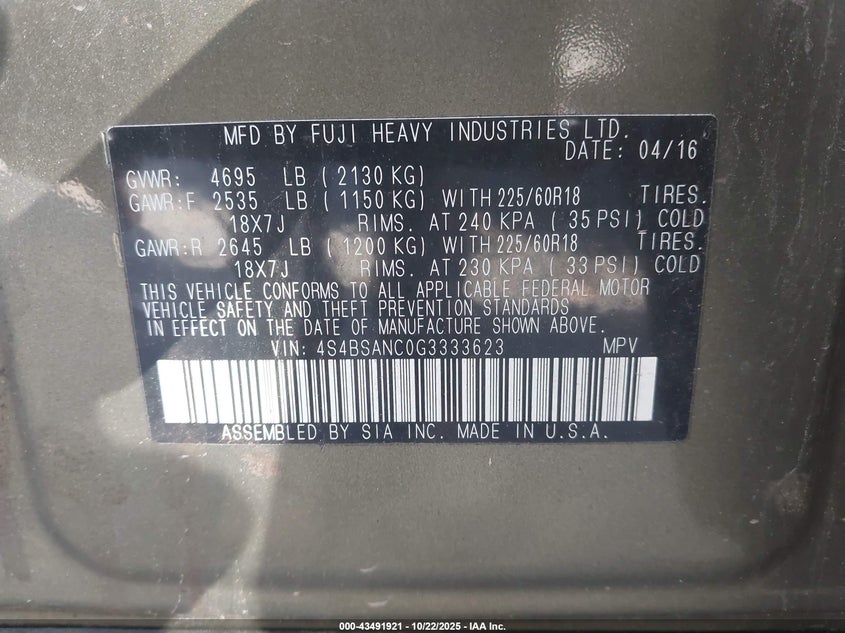 MFD BY FUJI HEAVY INDUSTRIES LTD.
DATE: 04/16
GVWR: 4695 LB ( 2130 KG)
GAWR:F 2535 LB ( 1150 KG) WITH 225/60R18 TIRES.
18X7J RIMS. AT 240 KPA ( 35 PSI) COLD
GAWR:R 2645 LB ( 1200 KG) WITH 225/60R18 TIRES.
18X7J RIMS. AT 230 KPA ( 33 PSI) COLD
THIS VEHICLE CONFORMS TO ALL APPLICABLE FEDERAL MOTOR
VEHICLE SAFETY AND THEFT PREVENTION STANDARDS
IN EFFECT ON THE DATE OF MANUFACTURE SHOWN ABOVE.
VIN: 4S4BSANC0G3333623 MPV
ASSEMBLED BY SIA INC. MADE IN U.S.A.
000-43491921 - 10/22/2025 - IAA Inc.